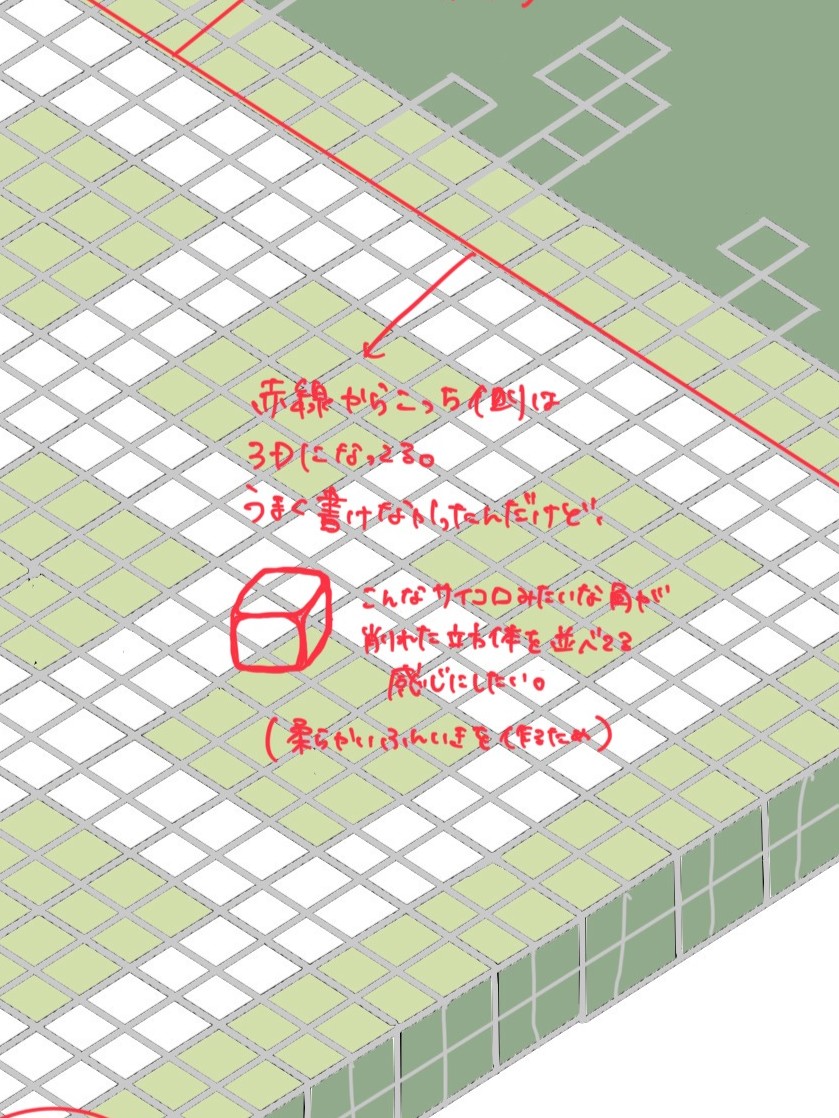 赤線からこっち側は
3Dになってる。
うまく書けなかったんだけど、
こんなサイコロみたいな角が
削れた立方体を並べてる
感じにしたい。
(柔らかいふんいきを作るため)